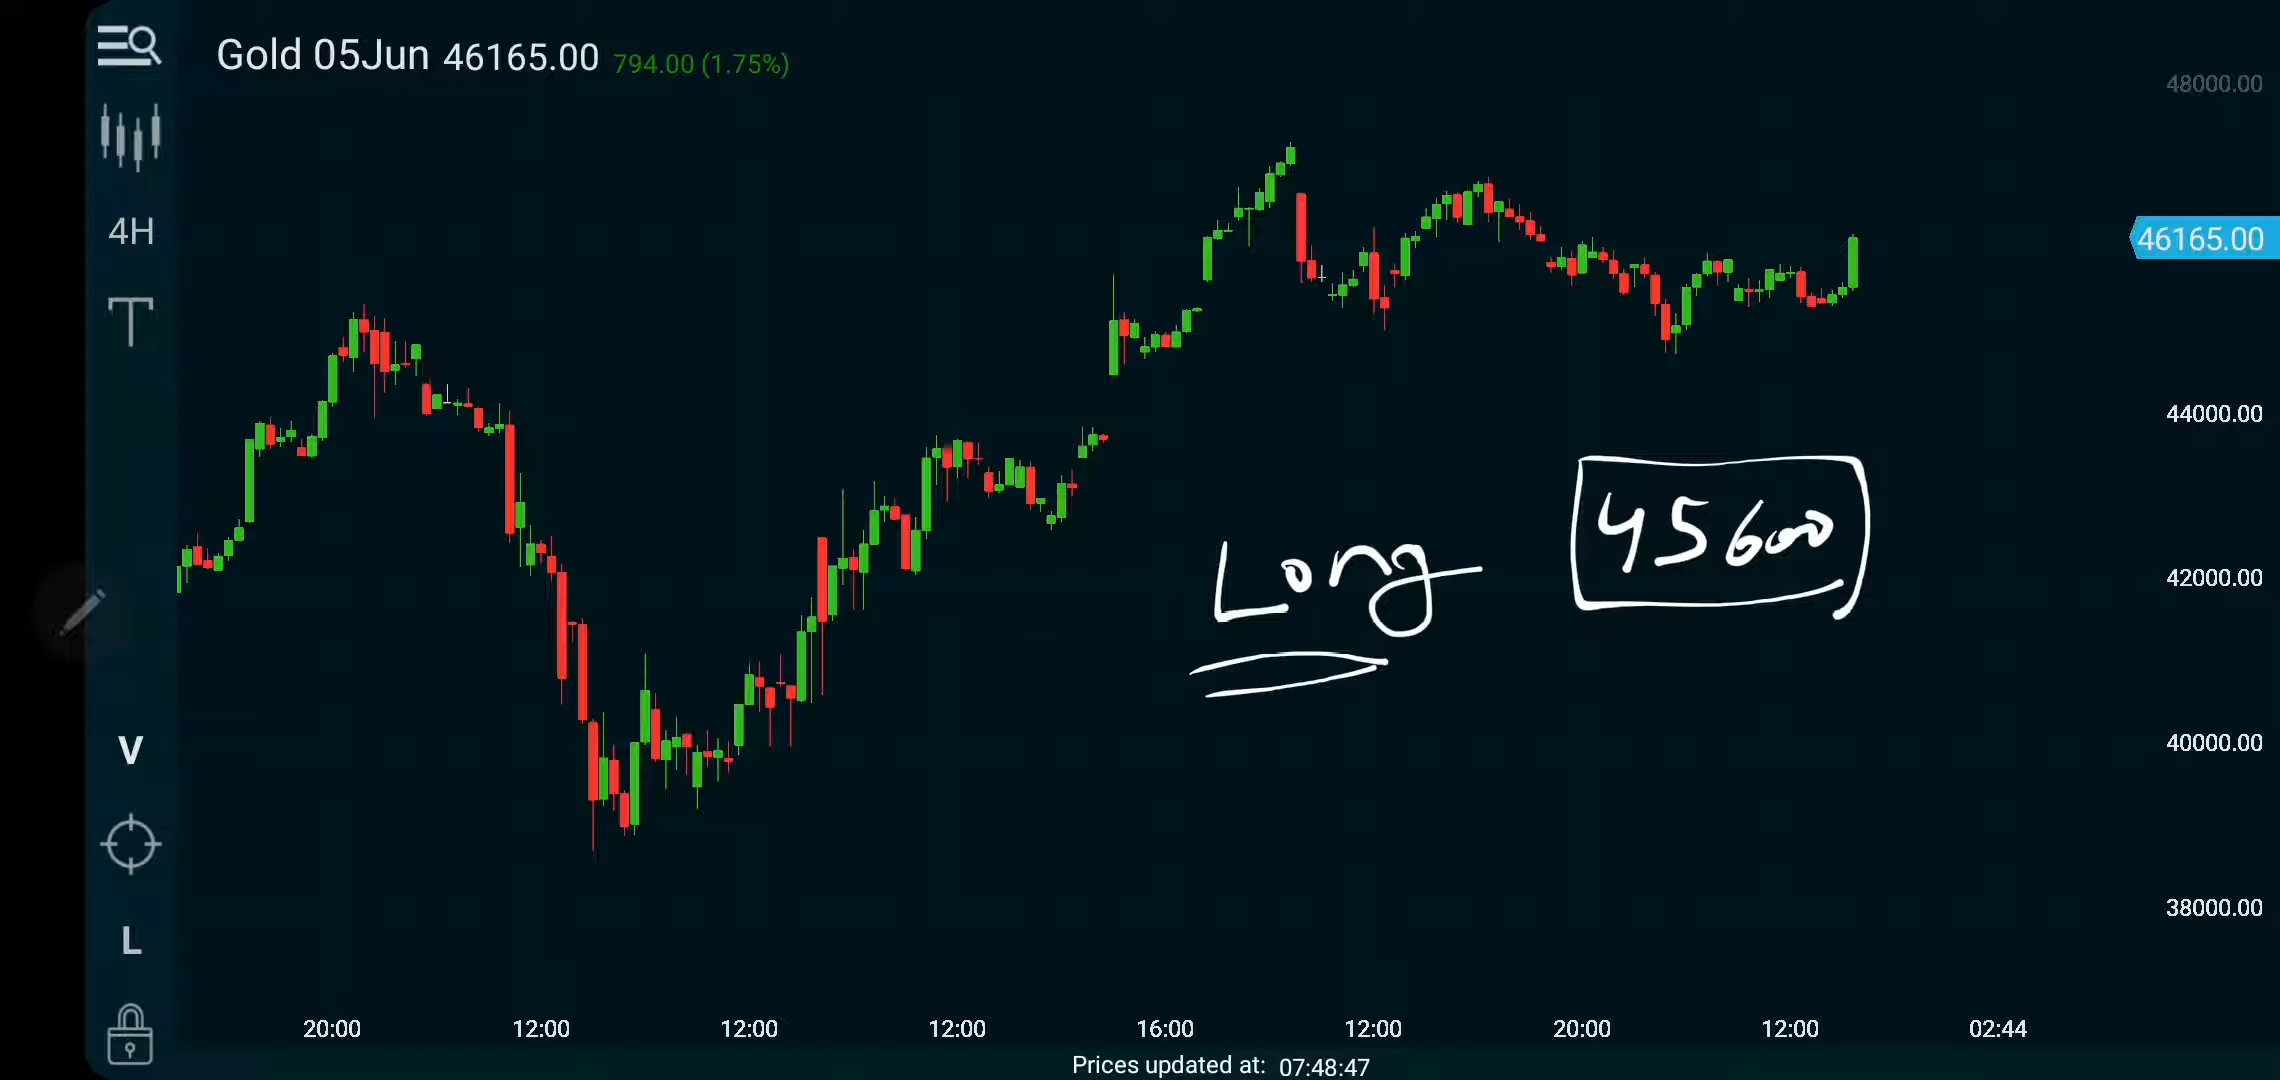 Gold 05Jun 46165.00 794.00 (1.75%)
48000.00
4H
46165.00
T
44000.00
45600
Long
42000.00
V
40000.00
L
38000.00
20:00 12:00 12:00 12:00 16:00 12:00 20:00 12:00 02:44
Prices updated at: 07:48:47